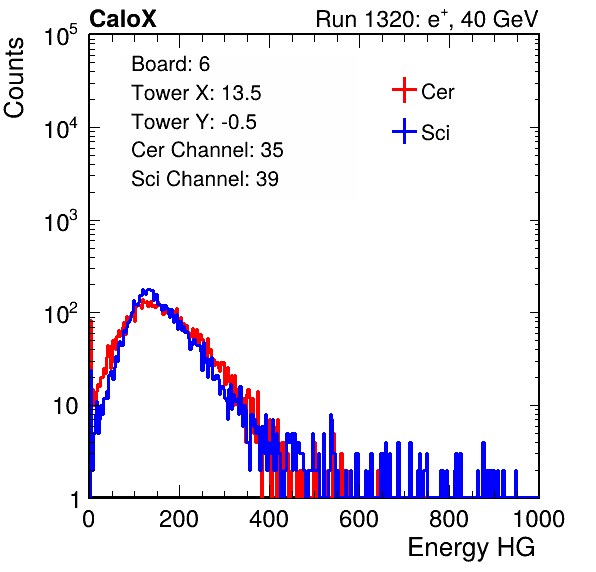 CaloX Run 1320: e⁺, 40 GeV
Counts
Board: 6
Tower X: 13.5
Tower Y: -0.5
Cer Channel: 35
Sci Channel: 39
Cer
Sci
10⁵
10⁴
10³
10²
10
1
0 200 400 600 800 1000
Energy HG